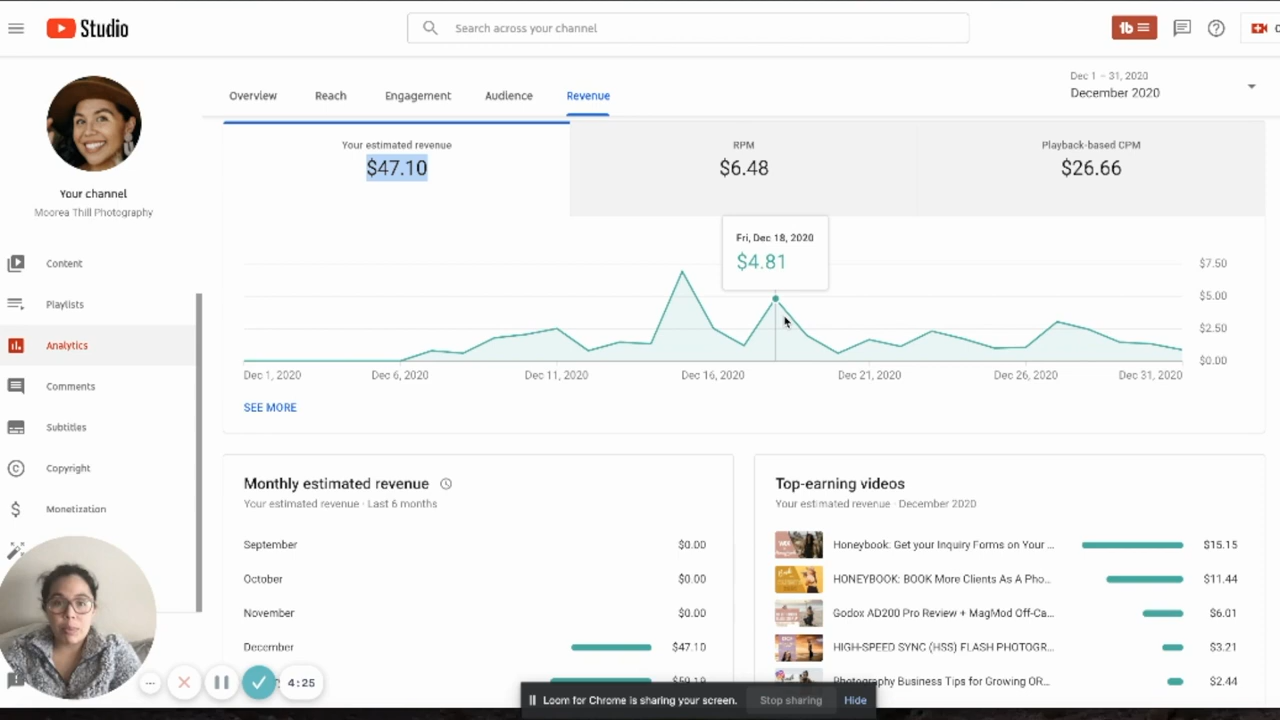 Studio
Search across your channel
tb
Your channel
Moorea Thill Photography
Content
Playlists
Analytics
Comments
Subtitles
Copyright
Monetization
Overview
Reach
Engagement
Audience
Revenue
Dec 1 – 31, 2020
December 2020
Your estimated revenue
$47.10
RPM
$6.48
Playback-based CPM
$26.66
Fri, Dec 18, 2020
$4.81
$7.50
$5.00
$2.50
$0.00
Dec 1, 2020
Dec 6, 2020
Dec 11, 2020
Dec 16, 2020
Dec 21, 2020
Dec 26, 2020
Dec 31, 2020
SEE MORE
Monthly estimated revenue
Your estimated revenue · Last 6 months
September $0.00
October $0.00
November $0.00
December $47.10
Top-earning videos
Your estimated revenue · December 2020
Honeybook: Get your Inquiry Forms on Your ... $15.15
HONEYBOOK: BOOK More Clients As A Pho... $11.44
Godox AD200 Pro Review + MagMod Off-Ca... $6.01
HIGH-SPEED SYNC (HSS) FLASH PHOTOGR... $3.21
Photography Business Tips for Growing OR... $2.44
4:25
Loom for Chrome is sharing your screen.
Stop sharing
Hide